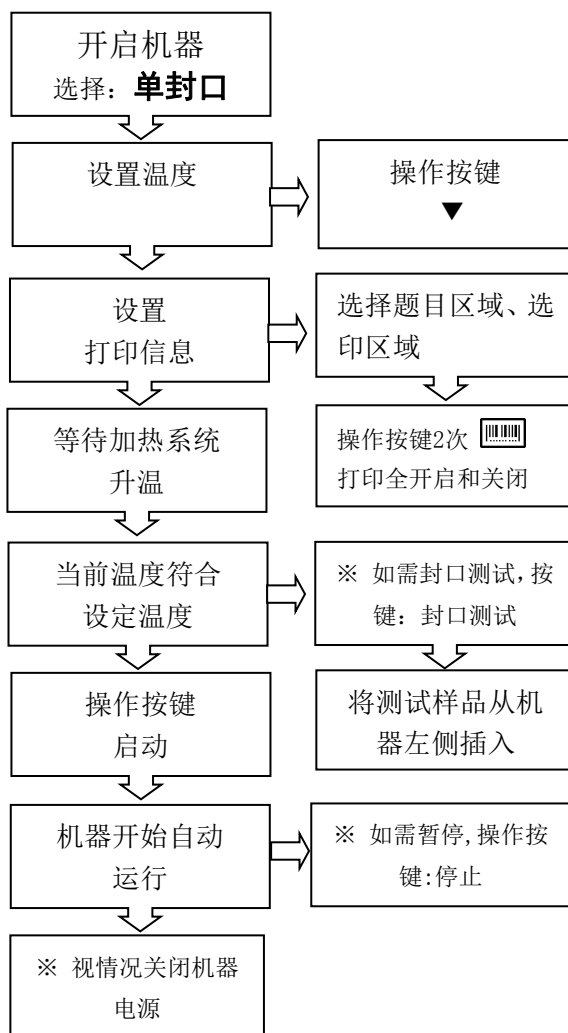 开启机器
选择：单封口
设置温度
操作按键
▼
设置
打印信息
选择题目区域、选
印区域
等待加热系统
升温
操作按键2次
打印全开启和关闭
当前温度符合
设定温度
※ 如需封口测试,按
键：封口测试
操作按键
启动
将测试样品从机
器左侧插入
机器开始自动
运行
※ 如需暂停,操作按
键:停止
※ 视情况关闭机器
电源